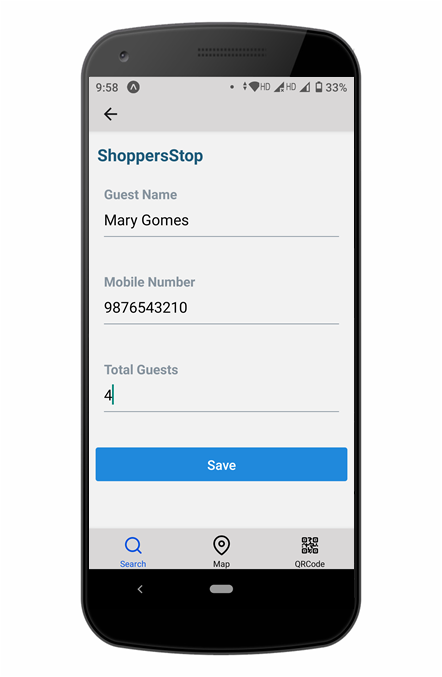 9:58 HD HD 33%
ShoppersStop
Guest Name
Mary Gomes
Mobile Number
9876543210
Total Guests
4
Save
Search Map QRCode